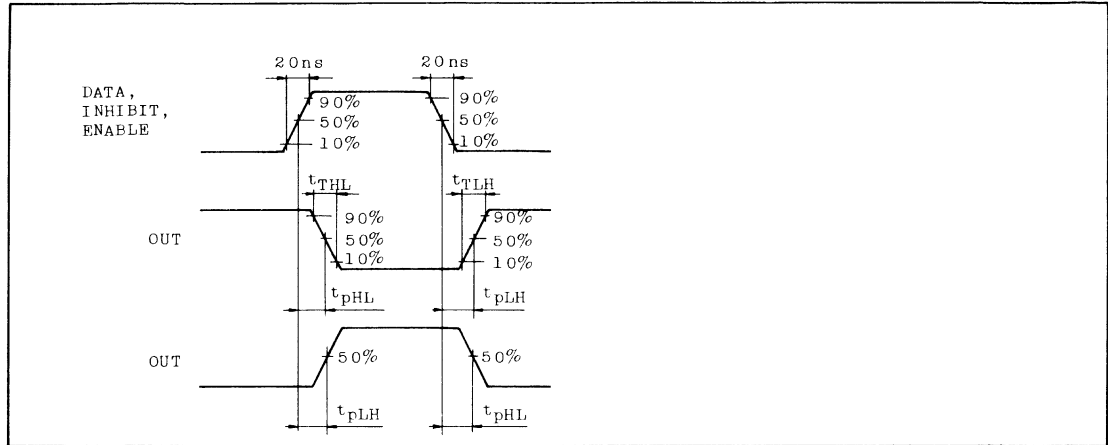 20ns 20ns
DATA,
INHIBIT,
ENABLE
90% 90%
50% 50%
10% 10%
tTHL tTLH
OUT
90% 90%
50% 50%
10% 10%
tpHL tpLH
OUT
50% 50%
tpLH tpHL